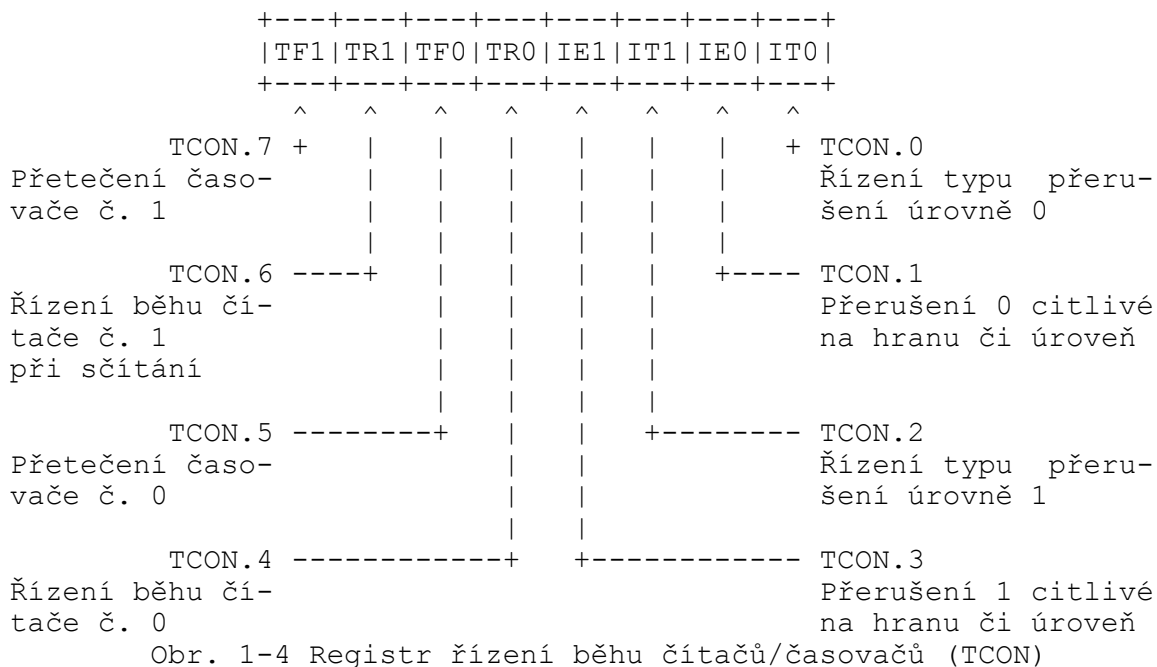 +---+---+---+---+---+---+---+---+
|TF1|TR1|TF0|TR0|IE1|IT1|IE0|IT0|
+---+---+---+---+---+---+---+---+
^ ^ ^ ^ ^ ^ ^ ^
TCON.7 + | | | | | | + TCON.0
Přetečení časo- | | | | | | Řízení typu přeru-
vače č. 1 | | | | | | šení úrovně 0
| | | | | |
TCON.6 ----+ | | | | +---- TCON.1
Řízení běhu čí- | | | | Přerušení 0 citlivé
tače č. 1 | | | | na hranu či úroveň
při sčítání | | | |
| | | |
TCON.5 --------+ | | +-------- TCON.2
Přetečení časo- | | Řízení typu přeru-
vače č. 0 | | šení úrovně 1
| |
TCON.4 ------------+ +------------ TCON.3
Řízení běhu čí- Přerušení 1 citlivé
tače č. 0 na hranu či úroveň
Obr. 1-4 Registr řízení běhu čítačů/časovačů (TCON)